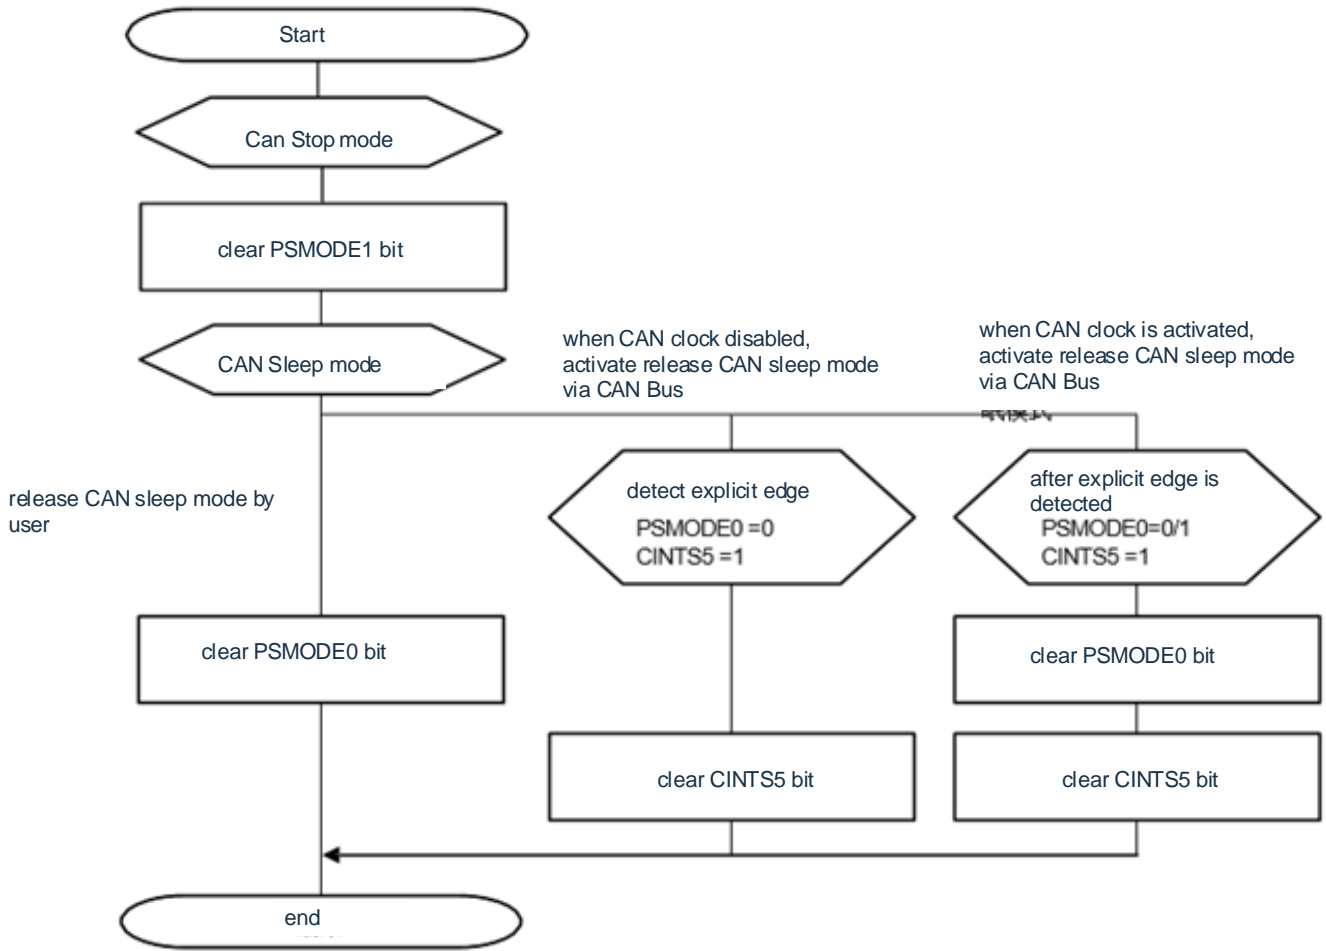 Start
Can Stop mode
clear PSMODE1 bit
CAN Sleep mode
when CAN clock disabled,
activate release CAN sleep mode
via CAN Bus
when CAN clock is activated,
activate release CAN sleep mode
via CAN Bus
release CAN sleep mode by
user
detect explicit edge
PSMODE0 =0
CINTS5 =1
after explicit edge is
detected
PSMODE0=0/1
CINTS5 =1
clear PSMODE0 bit
clear PSMODE0 bit
clear CINTS5 bit
clear CINTS5 bit
end